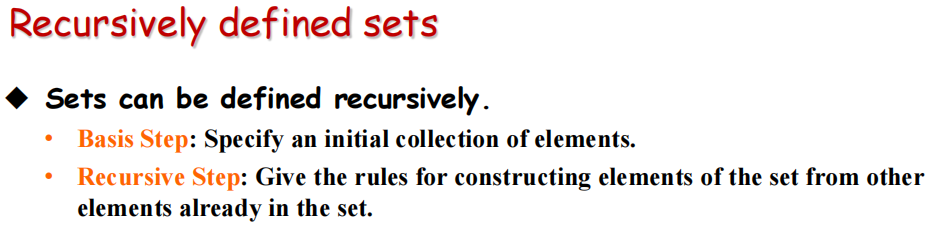 Recursively defined sets
◆ Sets can be defined recursively.
• Basis Step: Specify an initial collection of elements.
• Recursive Step: Give the rules for constructing elements of the set from other
elements already in the set.